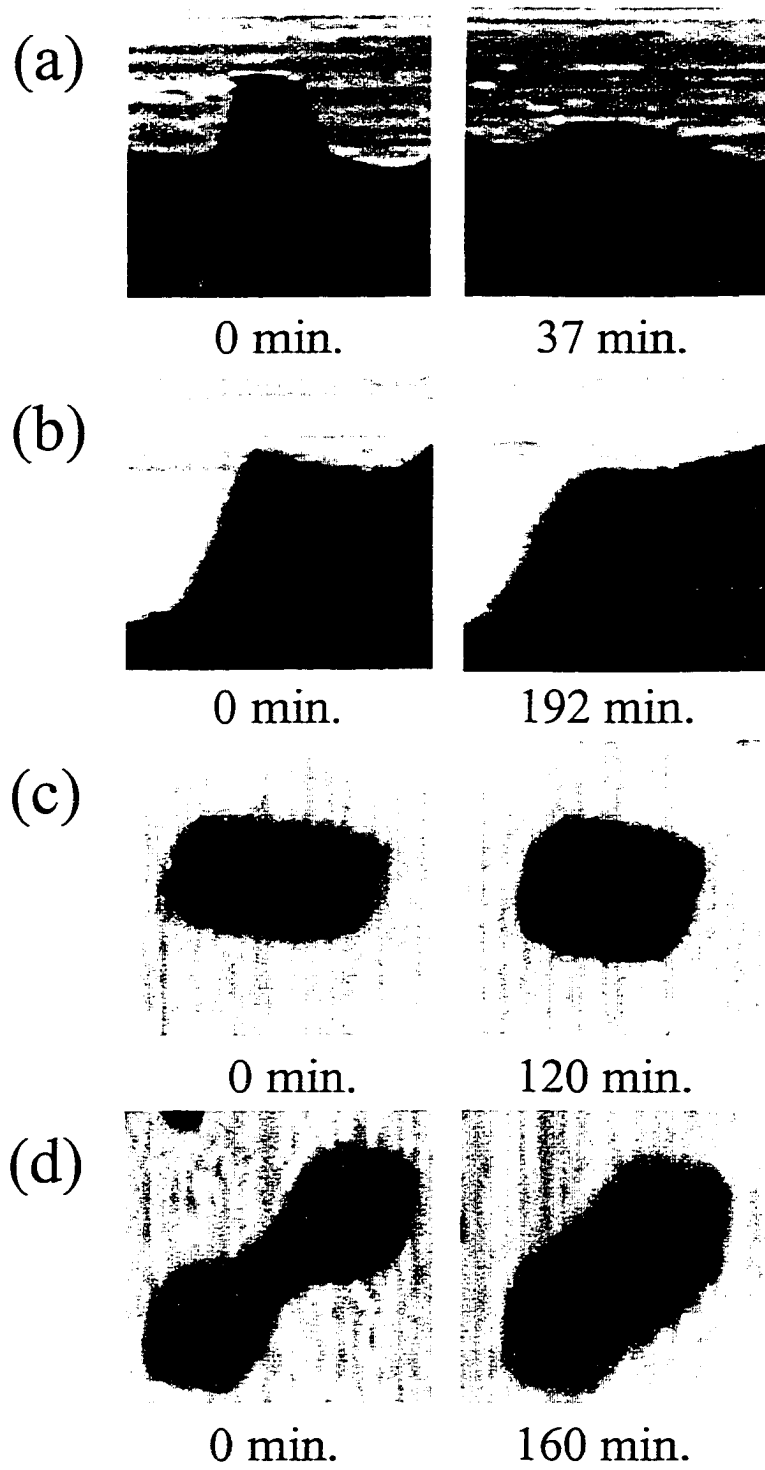 (a)
0 min. 37 min.
(b)
0 min. 192 min.
(c)
0 min. 120 min.
(d)
0 min. 160 min.